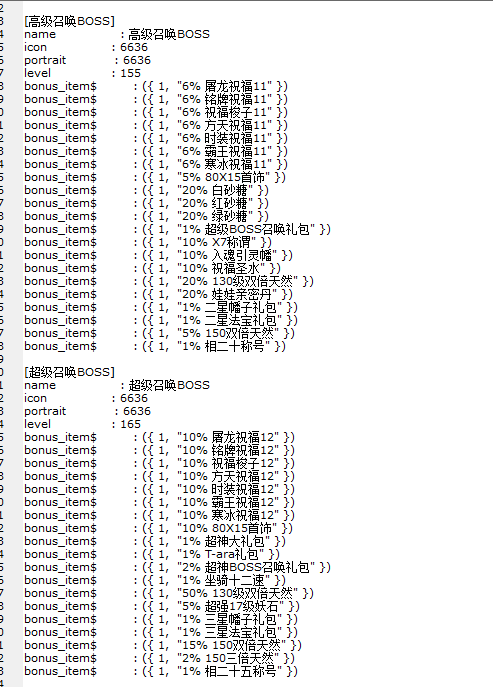 [高级召唤BOSS]
name : 高级召唤BOSS
icon : 6636
portrait : 6636
level : 155
bonus_item$ : ({ 1, "6% 屠龙祝福11" })
bonus_item$ : ({ 1, "6% 铭牌祝福11" })
bonus_item$ : ({ 1, "6% 祝福梭子11" })
bonus_item$ : ({ 1, "6% 方天祝福11" })
bonus_item$ : ({ 1, "6% 时装祝福11" })
bonus_item$ : ({ 1, "6% 霸王祝福11" })
bonus_item$ : ({ 1, "6% 寒冰祝福11" })
bonus_item$ : ({ 1, "5% 80X15首饰" })
bonus_item$ : ({ 1, "20% 白砂糖" })
bonus_item$ : ({ 1, "20% 红砂糖" })
bonus_item$ : ({ 1, "20% 绿砂糖" })
bonus_item$ : ({ 1, "1% 超级BOSS召唤礼包" })
bonus_item$ : ({ 1, "10% X7称谓" })
bonus_item$ : ({ 1, "10% 入魂引灵幡" })
bonus_item$ : ({ 1, "10% 祝福圣水" })
bonus_item$ : ({ 1, "20% 130级双倍天然" })
bonus_item$ : ({ 1, "20% 娃娃亲密丹" })
bonus_item$ : ({ 1, "1% 二星幡子礼包" })
bonus_item$ : ({ 1, "1% 二星法宝礼包" })
bonus_item$ : ({ 1, "5% 150双倍天然" })
bonus_item$ : ({ 1, "1% 相二十称号" })
[超级召唤BOSS]
name : 超级召唤BOSS
icon : 6636
portrait : 6636
level : 165
bonus_item$ : ({ 1, "10% 屠龙祝福12" })
bonus_item$ : ({ 1, "10% 铭牌祝福12" })
bonus_item$ : ({ 1, "10% 祝福梭子12" })
bonus_item$ : ({ 1, "10% 方天祝福12" })
bonus_item$ : ({ 1, "10% 时装祝福12" })
bonus_item$ : ({ 1, "10% 霸王祝福12" })
bonus_item$ : ({ 1, "10% 寒冰祝福12" })
bonus_item$ : ({ 1, "10% 80X15首饰" })
bonus_item$ : ({ 1, "1% 超神大礼包" })
bonus_item$ : ({ 1, "1% T-ara礼包" })
bonus_item$ : ({ 1, "2% 超神BOSS召唤礼包" })
bonus_item$ : ({ 1, "1% 坐骑十二速" })
bonus_item$ : ({ 1, "50% 130级双倍天然" })
bonus_item$ : ({ 1, "5% 超强17级妖石" })
bonus_item$ : ({ 1, "1% 三星幡子礼包" })
bonus_item$ : ({ 1, "1% 三星法宝礼包" })
bonus_item$ : ({ 1, "15% 150双倍天然" })
bonus_item$ : ({ 1, "2% 150三倍天然" })
bonus_item$ : ({ 1, "1% 相二十五称号" })